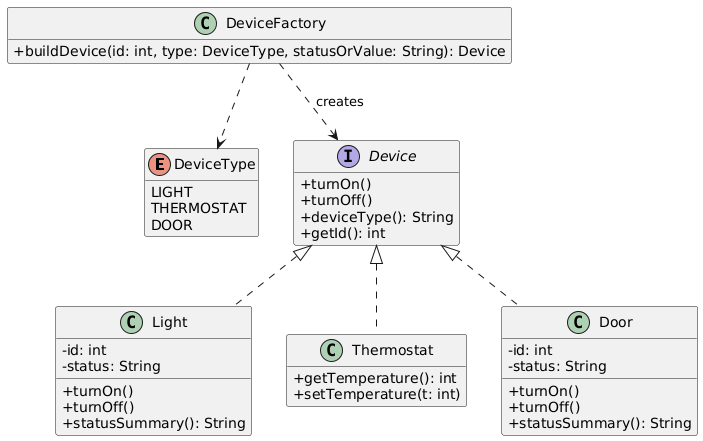 C DeviceFactory
+buildDevice(id: int, type: DeviceType, statusOrValue: String): Device
creates
E DeviceType
LIGHT
THERMOSTAT
DOOR
I Device
+turnOn()
+turnOff()
+deviceType(): String
+getId(): int
C Light
-id: int
-status: String
+turnOn()
+turnOff()
+statusSummary(): String
C Thermostat
+getTemperature(): int
+setTemperature(t: int)
C Door
-id: int
-status: String
+turnOn()
+turnOff()
+statusSummary(): String